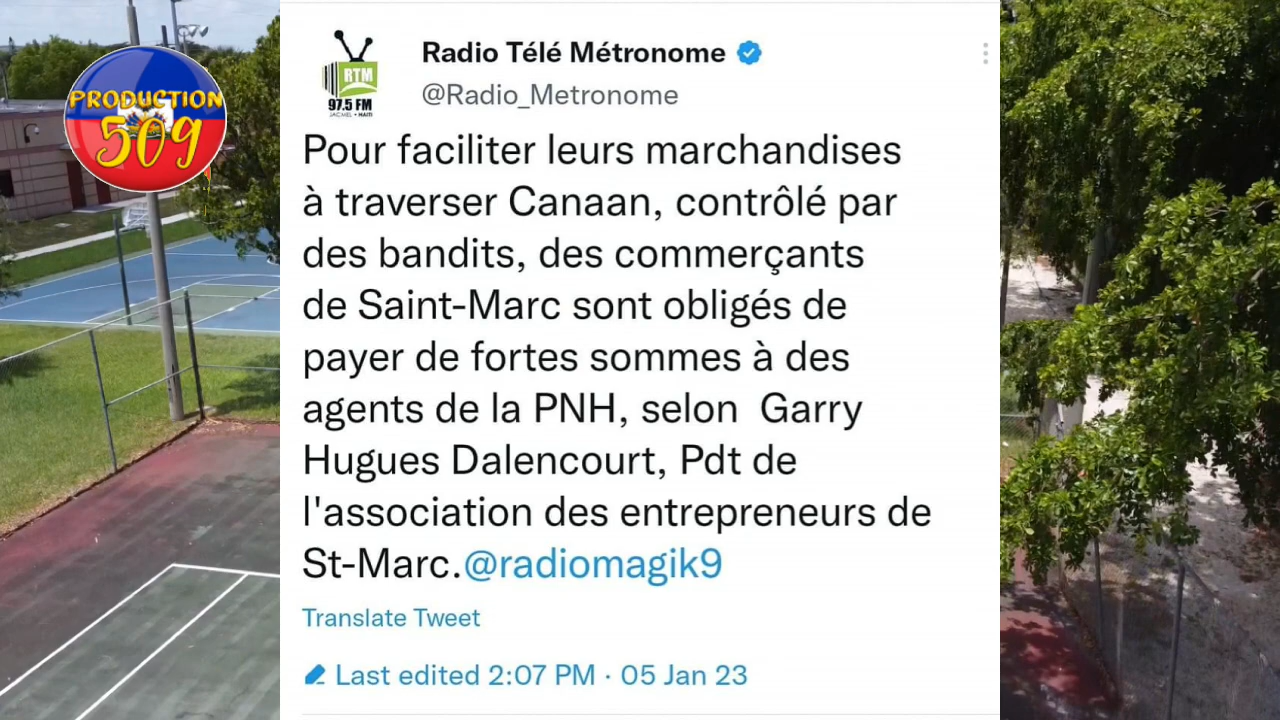 PRODUCTION
509
RTM
97.5 FM
JACMEL • HAITI
Radio Télé Métronome
@Radio_Metronome
Pour faciliter leurs marchandises
à traverser Canaan, contrôlé par
des bandits, des commerçants
de Saint-Marc sont obligés de
payer de fortes sommes à des
agents de la PNH, selon  Garry
Hugues Dalencourt, Pdt de
l'association des entrepreneurs de
St-Marc.@radiomagik9
Translate Tweet
Last edited 2:07 PM · 05 Jan 23